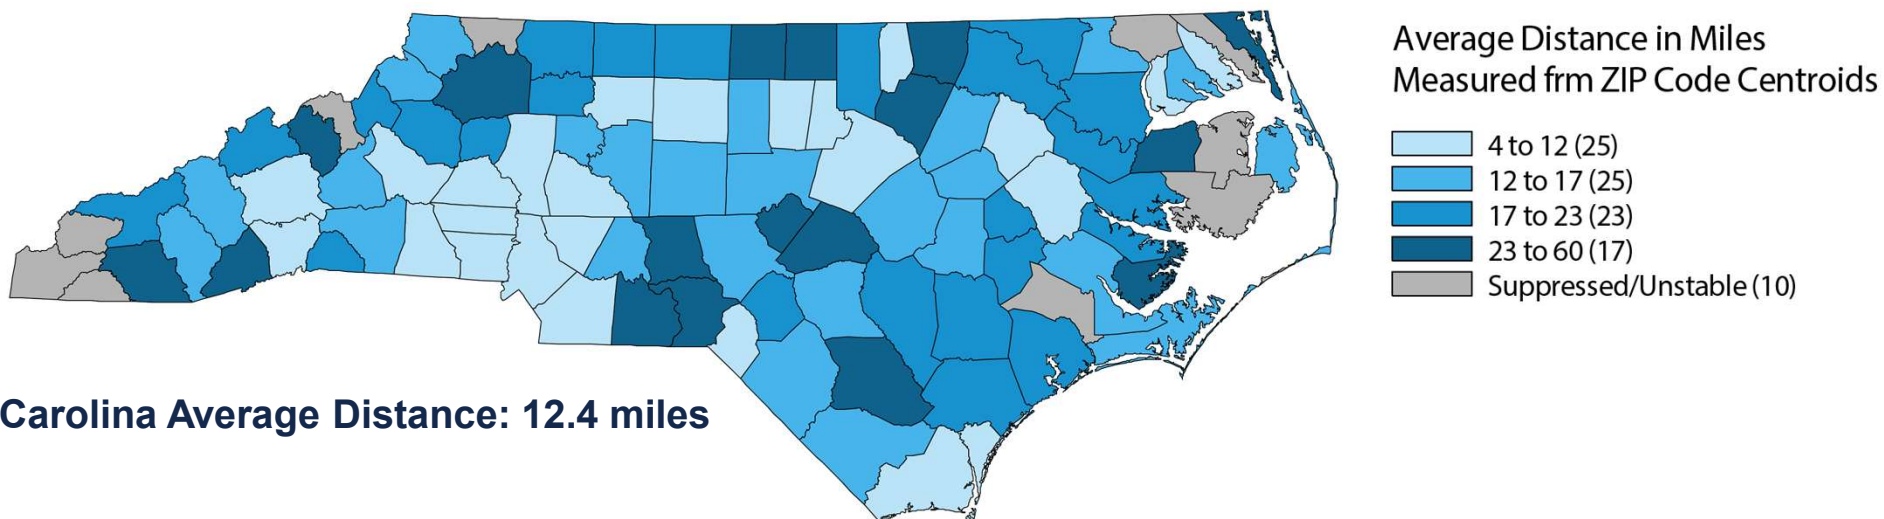 Average Distance in Miles
Measured frm ZIP Code Centroids
4 to 12 (25)
12 to 17 (25)
17 to 23 (23)
23 to 60 (17)
Suppressed/Unstable (10)
Carolina Average Distance: 12.4 miles